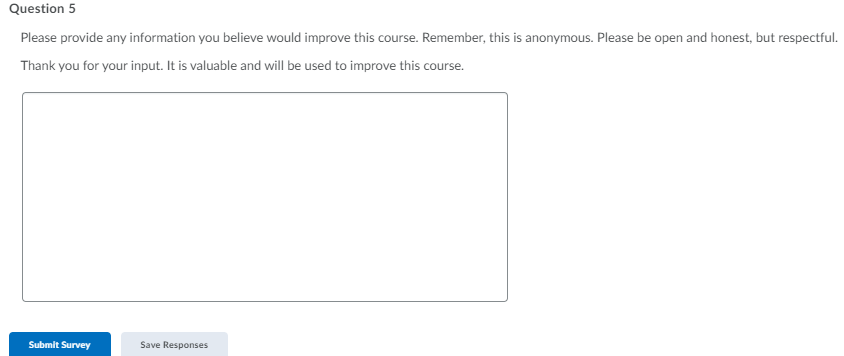 Question 5
Please provide any information you believe would improve this course. Remember, this is anonymous. Please be open and honest, but respectful.
Thank you for your input. It is valuable and will be used to improve this course.
Submit Survey
Save Responses